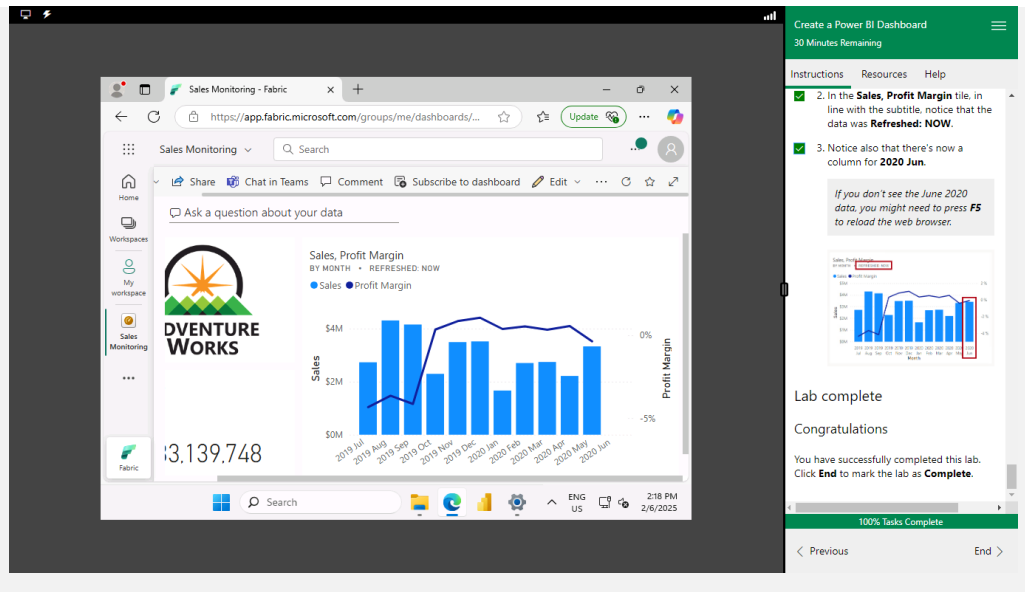 Sales Monitoring - Fabric
https://app.fabric.microsoft.com/groups/me/dashboards/...
Update
Sales Monitoring
Search
Share
Chat in Teams
Comment
Subscribe to dashboard
Edit
Home
Workspaces
My
workspace
Sales
Monitoring
Fabric
Ask a question about your data
DVENTURE
WORKS
33,139,748
Sales, Profit Margin
BY MONTH • REFRESHED: NOW
Sales
Profit Margin
$4M
$2M
$0M
Sales
0%
-5%
Profit Margin
2019 Jul
2019 Aug
2019 Sep
2019 Oct
2019 Nov
2019 Dec
2020 Jan
2020 Feb
2020 Mar
2020 Apr
2020 May
2020 Jun
Search
ENG
US
2:18 PM
2/6/2025
Create a Power BI Dashboard
30 Minutes Remaining
Instructions
Resources
Help
2. In the Sales, Profit Margin tile, in
line with the subtitle, notice that the
data was Refreshed: NOW.
3. Notice also that there's now a
column for 2020 Jun.
If you don't see the June 2020
data, you might need to press F5
to reload the web browser.
Sales, Profit Margin
Sales
Profit Margin
Month
Lab complete
Congratulations
You have successfully completed this lab.
Click End to mark the lab as Complete.
100% Tasks Complete
Previous
End